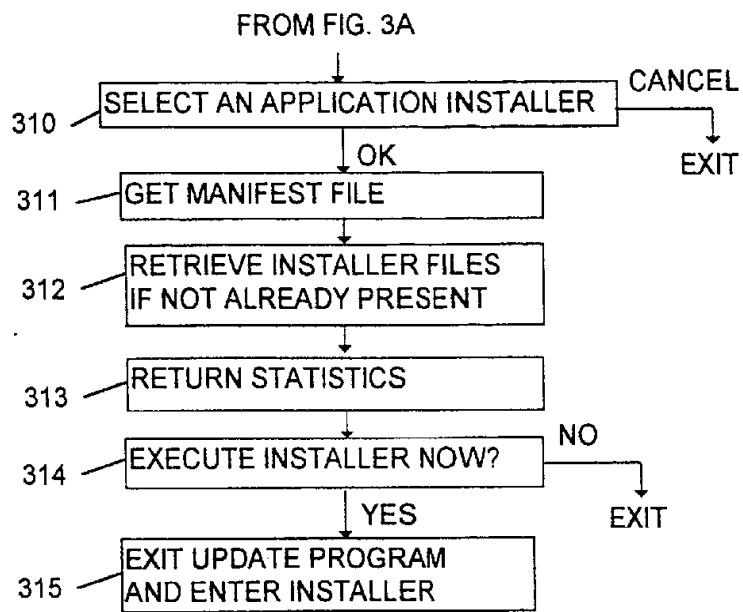 FROM FIG. 3A
310
SELECT AN APPLICATION INSTALLER
CANCEL
EXIT
OK
311
GET MANIFEST FILE
312
RETRIEVE INSTALLER FILES
IF NOT ALREADY PRESENT
313
RETURN STATISTICS
314
EXECUTE INSTALLER NOW?
NO
EXIT
YES
315
EXIT UPDATE PROGRAM
AND ENTER INSTALLER